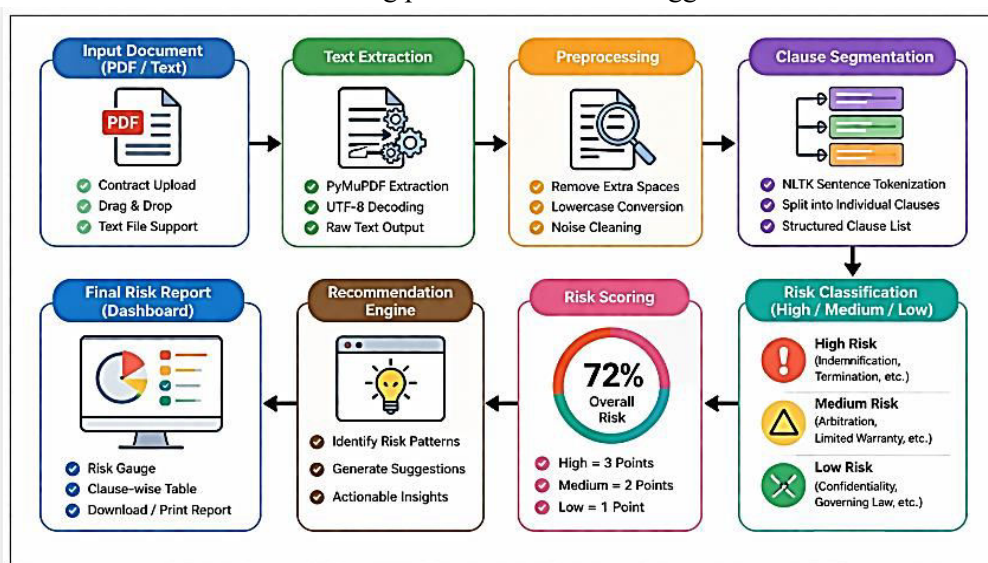 Input Document
(PDF / Text)
PDF
Contract Upload
Drag & Drop
Text File Support
Text Extraction
PyMuPDF Extraction
UTF-8 Decoding
Raw Text Output
Preprocessing
Remove Extra Spaces
Lowercase Conversion
Noise Cleaning
Clause Segmentation
NLTK Sentence Tokenization
Split into Individual Clauses
Structured Clause List
Risk Classification
(High / Medium / Low)
High Risk
(Indemnification,
Termination, etc.)
Medium Risk
(Arbitration,
Limited Warranty, etc.)
Low Risk
(Confidentiality,
Governing Law, etc.)
Risk Scoring
72%
Overall
Risk
High = 3 Points
Medium = 2 Points
Low = 1 Point
Recommendation
Engine
Identify Risk Patterns
Generate Suggestions
Actionable Insights
Final Risk Report
(Dashboard)
Risk Gauge
Clause-wise Table
Download / Print Report